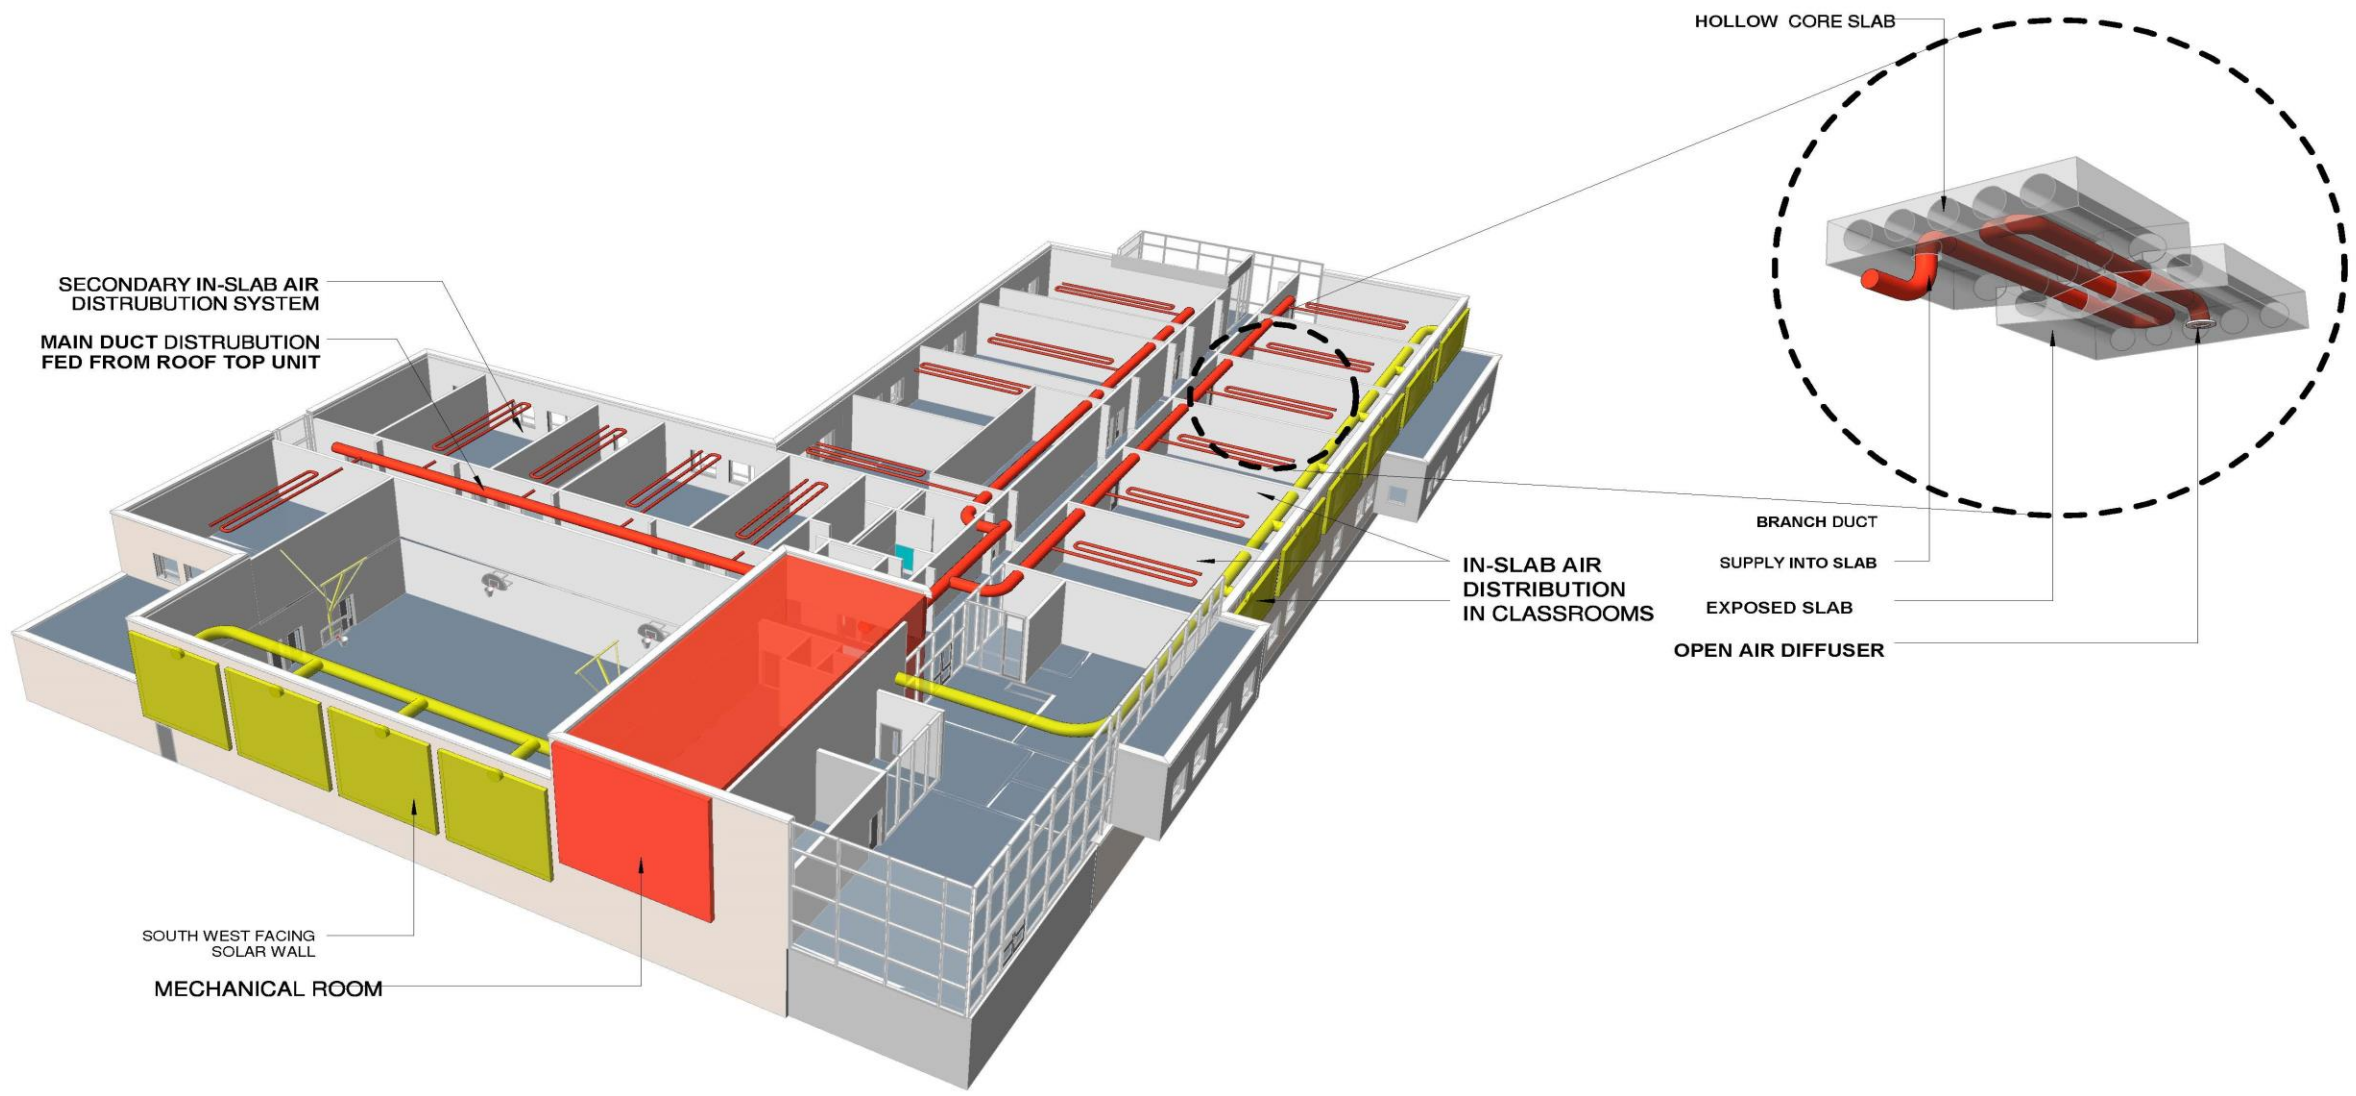 HOLLOW CORE SLAB
SECONDARY IN-SLAB AIR
DISTRUBUTION SYSTEM
MAIN DUCT DISTRUBUTION
FED FROM ROOF TOP UNIT
BRANCH DUCT
SUPPLY INTO SLAB
EXPOSED SLAB
OPEN AIR DIFFUSER
IN-SLAB AIR
DISTRIBUTION
IN CLASSROOMS
SOUTH WEST FACING
SOLAR WALL
MECHANICAL ROOM